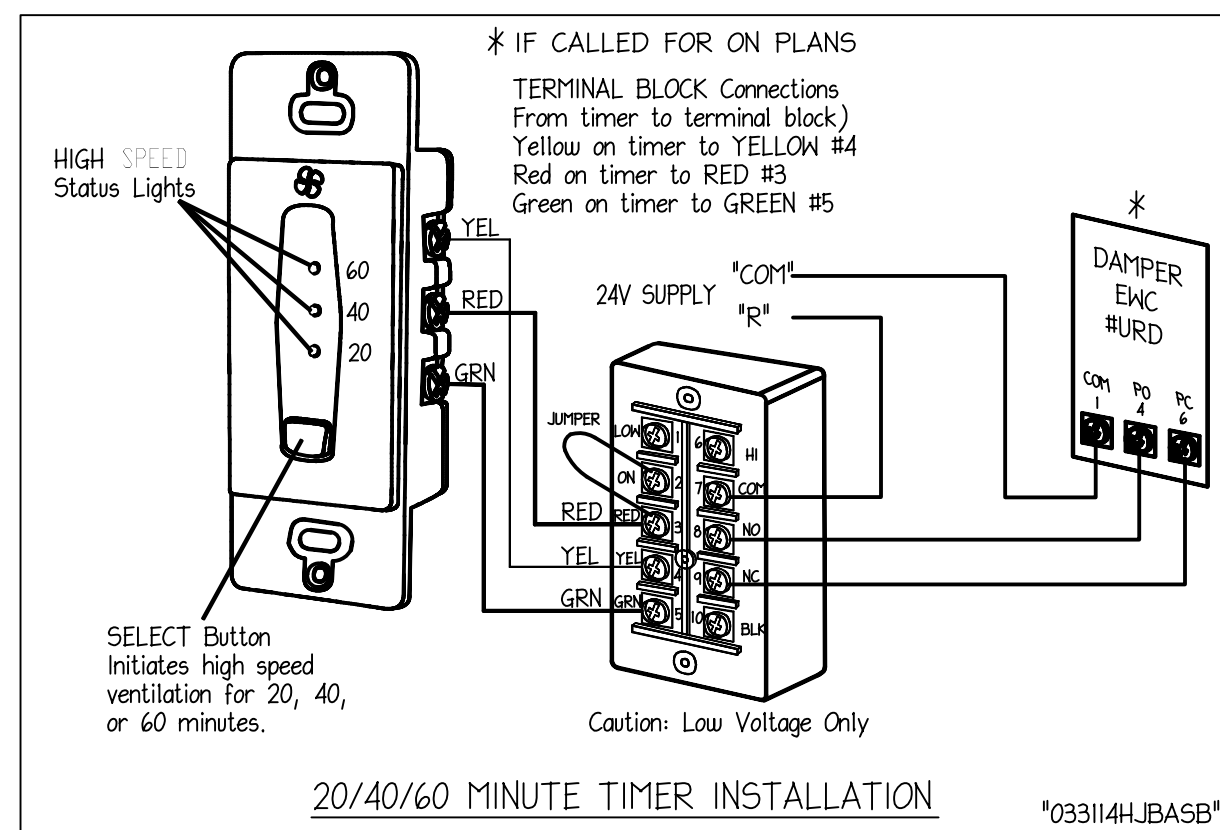 * IF CALLED FOR ON PLANS
TERMINAL BLOCK Connections
From timer to terminal block)
Yellow on timer to YELLOW #4
Red on timer to RED #3
Green on timer to GREEN #5
HIGH SPEED
Status Lights
60
40
20
YEL
RED
GRN
24V SUPPLY
"COM"
"R"
*
DAMPER
EWC
#URD
COM
1
PO
4
PC
6
JUMPER
LOW 1
6 HI
ON 2
7 COM
RED RED 3
8 NO
YEL YEL 4
9 NC
GRN GRN 5
10 BLK
SELECT Button
Initiates high speed
ventilation for 20, 40,
or 60 minutes.
Caution: Low Voltage Only
20/40/60 MINUTE TIMER INSTALLATION
"033114HJBASB"